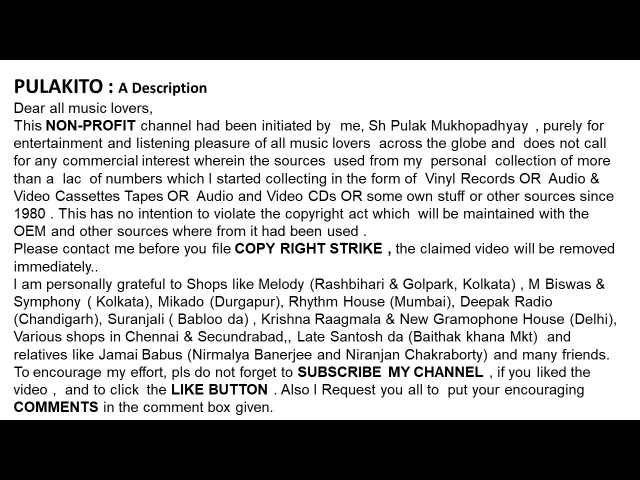 PULAKITO : A Description
Dear all music lovers,
This NON-PROFIT channel had been initiated by me, Sh Pulak Mukhopadhyay , purely for
entertainment and listening pleasure of all music lovers across the globe and does not call
for any commercial interest wherein the sources used from my personal collection of more
than a lac of numbers which I started collecting in the form of Vinyl Records OR Audio &
Video Cassettes Tapes OR Audio and Video CDs OR some own stuff or other sources since
1980 . This has no intention to violate the copyright act which will be maintained with the
OEM and other sources where from it had been used .
Please contact me before you file COPY RIGHT STRIKE , the claimed video will be removed
immediately..
I am personally grateful to Shops like Melody (Rashbihari & Golpark, Kolkata) , M Biswas &
Symphony ( Kolkata), Mikado (Durgapur), Rhythm House (Mumbai), Deepak Radio
(Chandigarh), Suranjali ( Babloo da) , Krishna Raagmala & New Gramophone House (Delhi),
Various shops in Chennai & Secundrabad,, Late Santosh da (Baithak khana Mkt) and
relatives like Jamai Babus (Nirmalya Banerjee and Niranjan Chakraborty) and many friends.
To encourage my effort, pls do not forget to SUBSCRIBE MY CHANNEL , if you liked the
video , and to click the LIKE BUTTON . Also I Request you all to put your encouraging
COMMENTS in the comment box given.